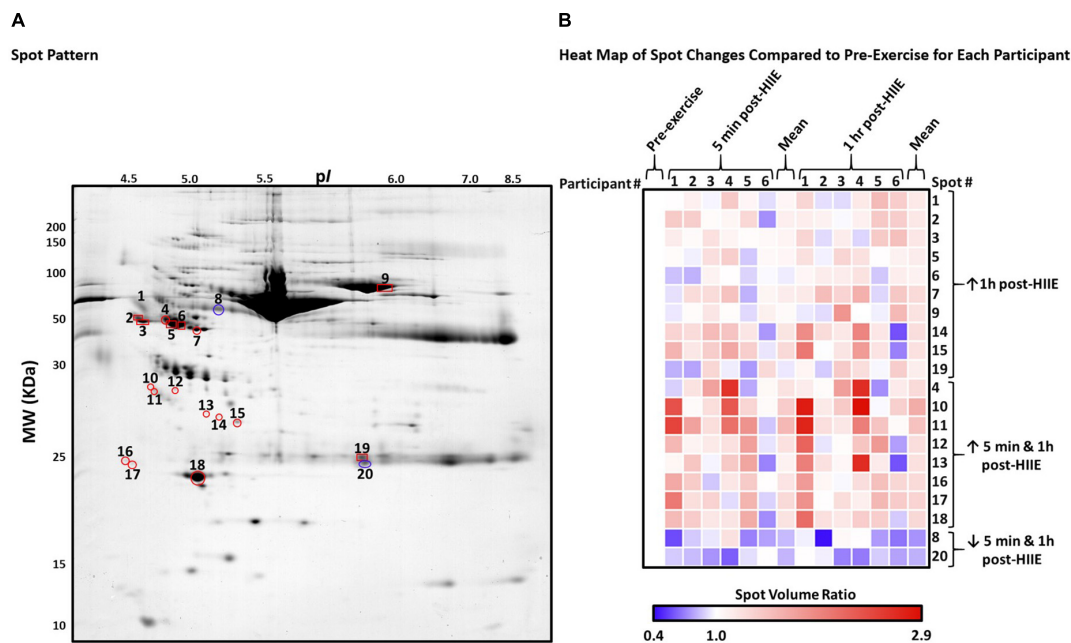 A
Spot Pattern
4.5 5.0 5.5 pI 6.0 7.0 8.5
MW (KDa)
200
150
100
50
30
25
15
10
1
2
3
4
5
6
7
8
9
10
11
12
13
14
15
16
17
18
19
20
B
Heat Map of Spot Changes Compared to Pre-Exercise for Each Participant
Pre-exercise
5 min post-HIIE
Mean
1 hr post-HIIE
Mean
Participant # 1 2 3 4 5 6 1 2 3 4 5 6 Spot #
1
2
3
5
6
7
9
14
15
19
4
10
11
12
13
16
17
18
8
20
↑1h post-HIIE
↑ 5 min & 1h
post-HIIE
↓ 5 min & 1h
post-HIIE
Spot Volume Ratio
0.4 1.0 2.9